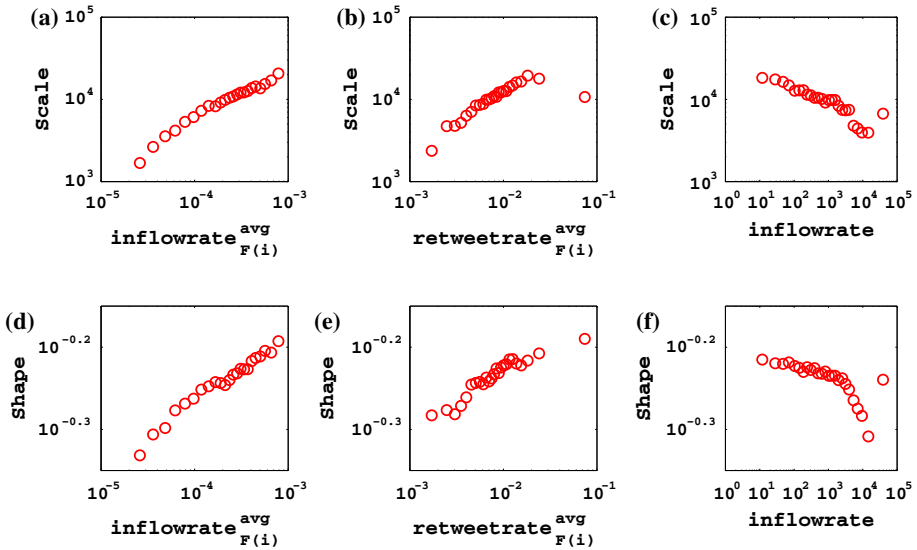 (a)
10^5
10^4
10^3
Scale
10^-5
10^-4
10^-3
inflowrate^avg_F(i)
(b)
10^5
10^4
10^3
Scale
10^-3
10^-2
10^-1
retweetrate^avg_F(i)
(c)
10^5
10^4
10^3
Scale
10^0
10^1
10^2
10^3
10^4
10^5
inflowrate
(d)
10^-0.2
10^-0.3
Shape
10^-5
10^-4
10^-3
inflowrate^avg_F(i)
(e)
10^-0.2
10^-0.3
Shape
10^-3
10^-2
10^-1
retweetrate^avg_F(i)
(f)
10^-0.2
10^-0.3
Shape
10^0
10^1
10^2
10^3
10^4
10^5
inflowrate